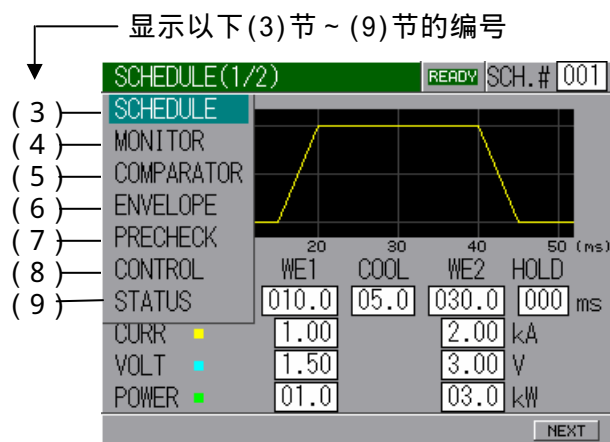 显示以下(3)节~(9)节的编号
SCHEDULE(1/2) READY SCH.# 001
(3) SCHEDULE
(4) MONITOR
(5) COMPARATOR
(6) ENVELOPE
(7) PRECHECK
20 30 40 50 (ms)
(8) CONTROL WE1 COOL WE2 HOLD
(9) STATUS 010.0 05.0 030.0 000 ms
CURR 1.00 2.00 kA
VOLT 1.50 3.00 V
POWER 01.0 03.0 kW
NEXT